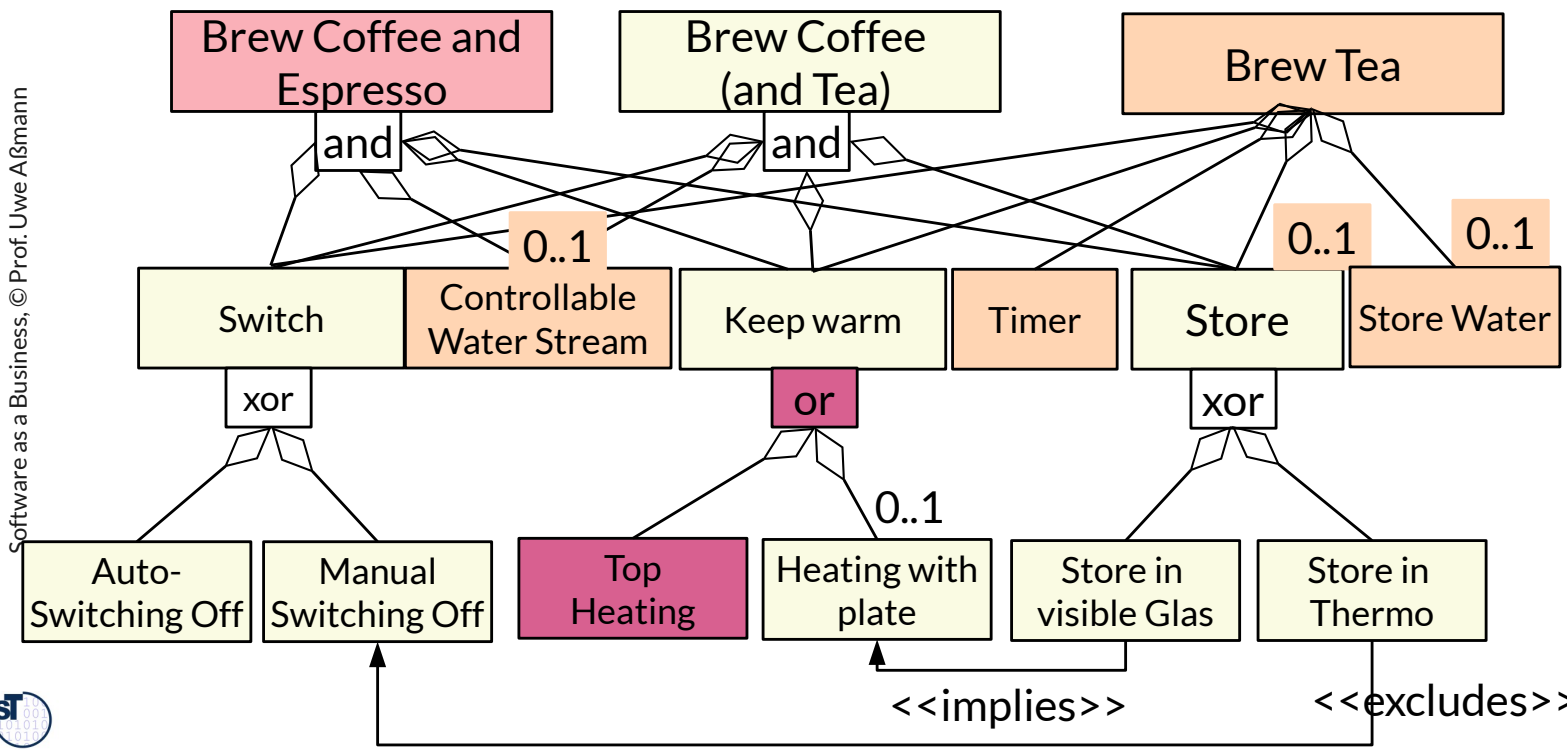 Brew Coffee and
Espresso
Brew Coffee
(and Tea)
Brew Tea
and
and
0..1
0..1
0..1
Switch
Controllable
Water Stream
Keep warm
Timer
Store
Store Water
xor
or
xor
0..1
Auto-
Switching Off
Manual
Switching Off
Top
Heating
Heating with
plate
Store in
visible Glas
Store in
Thermo
<<implies>>
<<excludes>>
Software as a Business, © Prof. Uwe Aßmann
ST